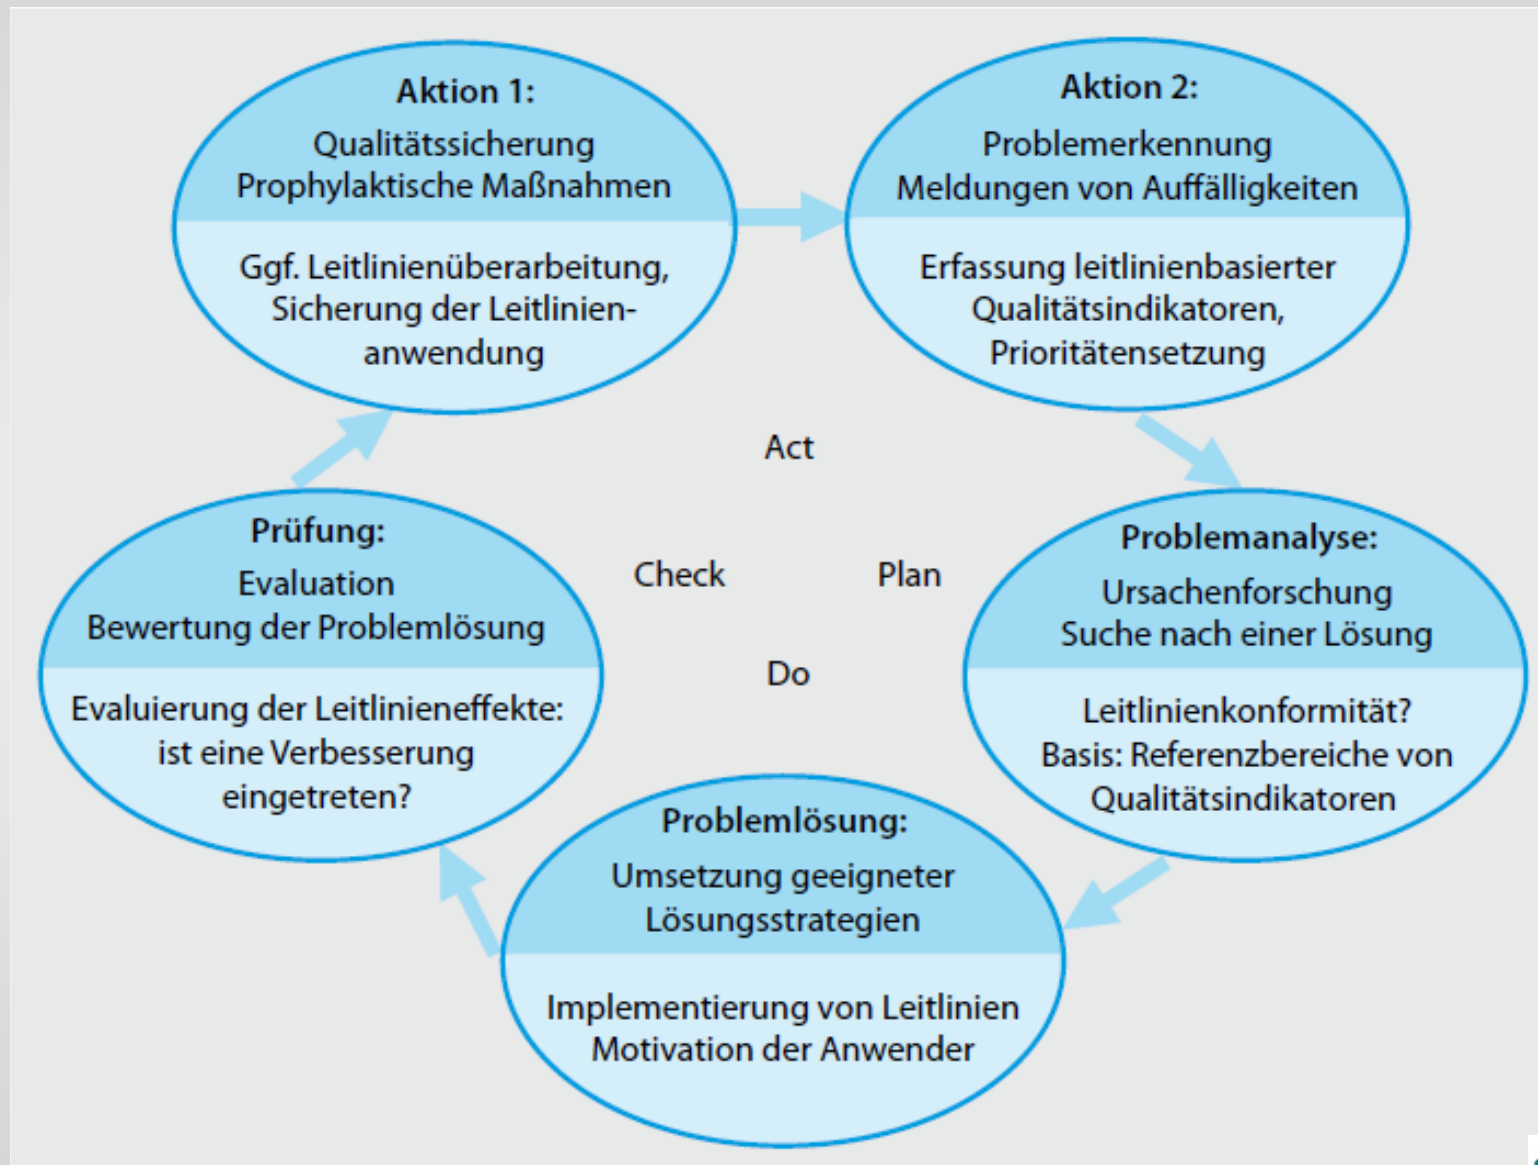 Aktion 1:
Qualitätssicherung
Prophylaktische Maßnahmen
Ggf. Leitlinienüberarbeitung,
Sicherung der Leitlinien-
anwendung
Aktion 2:
Problemerkennung
Meldungen von Auffälligkeiten
Erfassung leitlinienbasierter
Qualitätsindikatoren,
Prioritätensetzung
Act
Check
Plan
Do
Prüfung:
Evaluation
Bewertung der Problemlösung
Evaluierung der Leitlinieneffekte:
ist eine Verbesserung
eingetreten?
Problemanalyse:
Ursachenforschung
Suche nach einer Lösung
Leitlinienkonformität?
Basis: Referenzbereiche von
Qualitätsindikatoren
Problemlösung:
Umsetzung geeigneter
Lösungsstrategien
Implementierung von Leitlinien
Motivation der Anwender